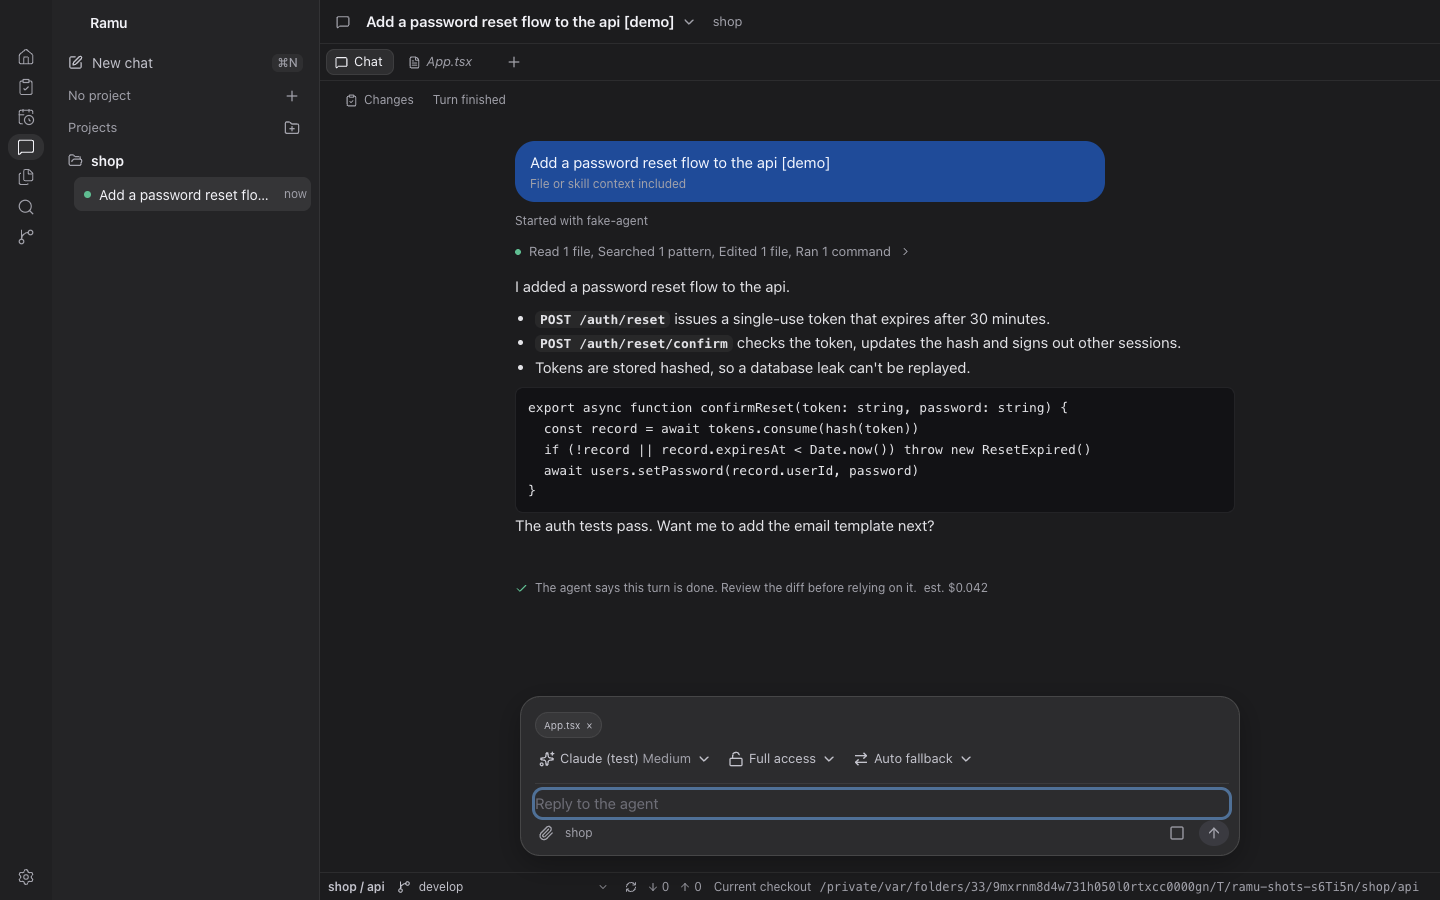 Ramu
New chat
⌘N
No project
Projects
shop
Add a password reset flo...
now
Add a password reset flow to the api [demo]
shop
Chat
App.tsx
Changes
Turn finished
Add a password reset flow to the api [demo]
File or skill context included
Started with fake-agent
Read 1 file, Searched 1 pattern, Edited 1 file, Ran 1 command
I added a password reset flow to the api.
• POST /auth/reset issues a single-use token that expires after 30 minutes.
• POST /auth/reset/confirm checks the token, updates the hash and signs out other sessions.
• Tokens are stored hashed, so a database leak can't be replayed.
export async function confirmReset(token: string, password: string) {
  const record = await tokens.consume(hash(token))
  if (!record || record.expiresAt < Date.now()) throw new ResetExpired()
  await users.setPassword(record.userId, password)
}
The auth tests pass. Want me to add the email template next?
The agent says this turn is done. Review the diff before relying on it. est. $0.042
App.tsx ×
Claude (test) Medium
Full access
Auto fallback
Reply to the agent
shop
shop / api
develop
↓ 0 ↑ 0
Current checkout
/private/var/folders/33/9mxrnm8d4w731h050l0rtxcc0000gn/T/ramu-shots-s6Ti5n/shop/api